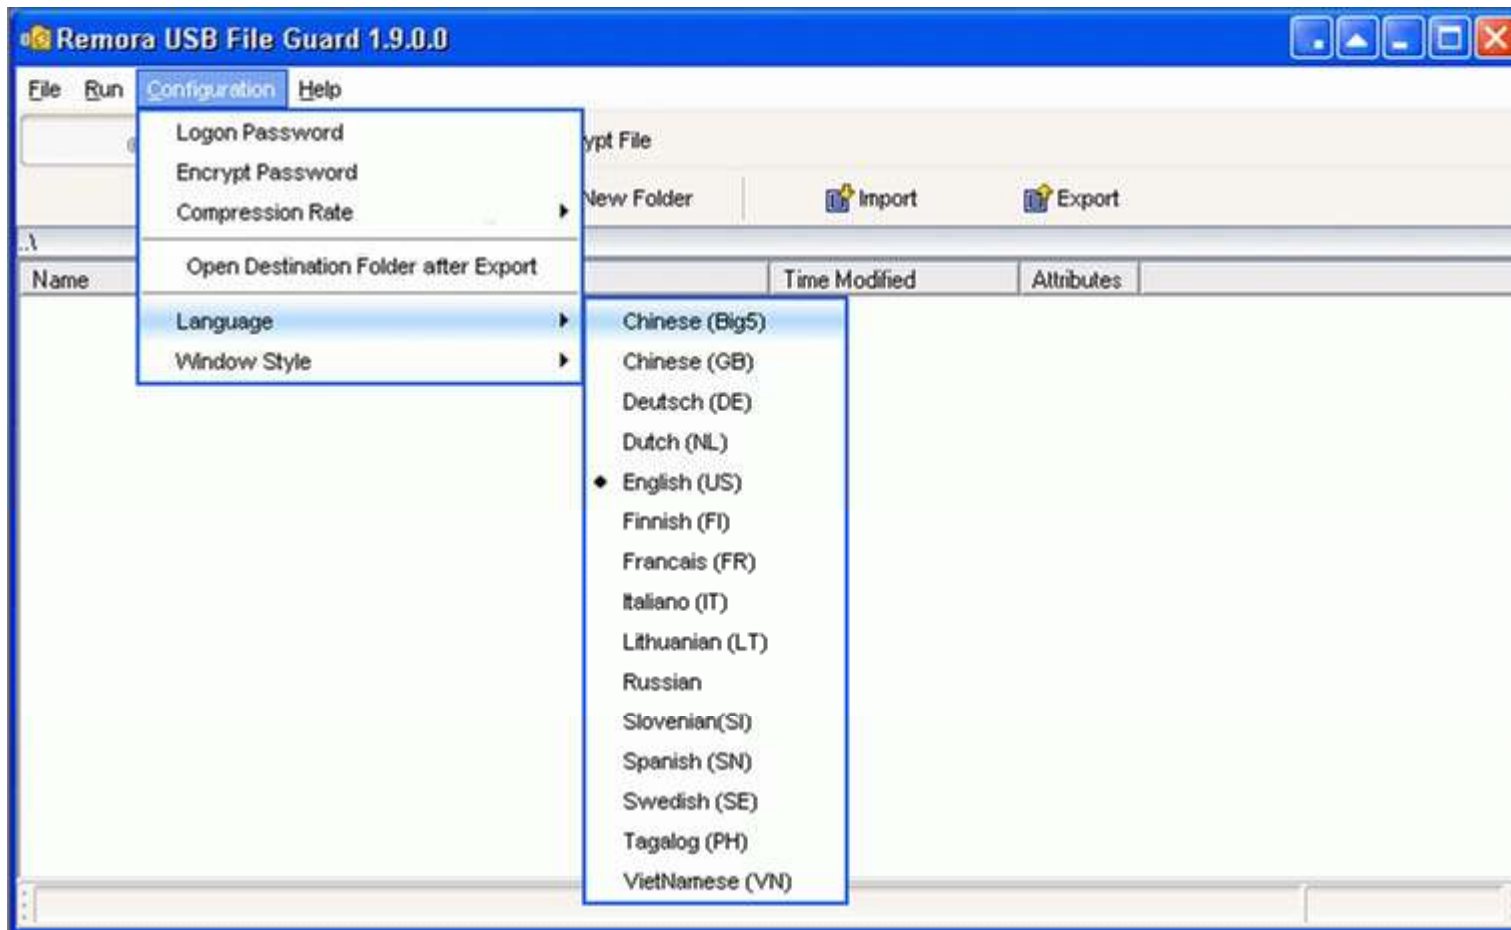 Remora USB File Guard 1.9.0.0
File Run Configuration Help
Logon Password
Encrypt Password
Compression Rate
File
New Folder Import Export
..\
Open Destination Folder after Export
Name Time Modified Attributes
Language
Window Style
Chinese (Big5)
Chinese (GB)
Deutsch (DE)
Dutch (NL)
English (US)
Finnish (FI)
Francais (FR)
Italiano (IT)
Lithuanian (LT)
Russian
Slovenian(SI)
Spanish (SN)
Swedish (SE)
Tagalog (PH)
VietNamese (VN)